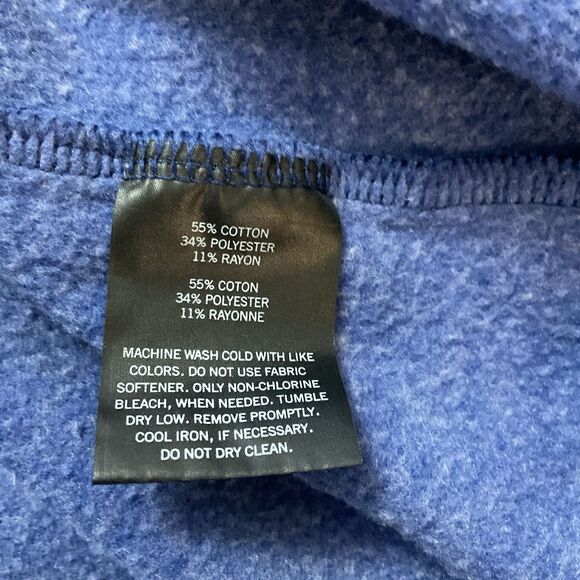 55% COTTON
34% POLYESTER
11% RAYON
55% COTON
34% POLYESTER
11% RAYONNE
MACHINE WASH COLD WITH LIKE
COLORS. DO NOT USE FABRIC
SOFTENER. ONLY NON-CHLORINE
BLEACH, WHEN NEEDED. TUMBLE
DRY LOW. REMOVE PROMPTLY.
COOL IRON, IF NECESSARY.
DO NOT DRY CLEAN.